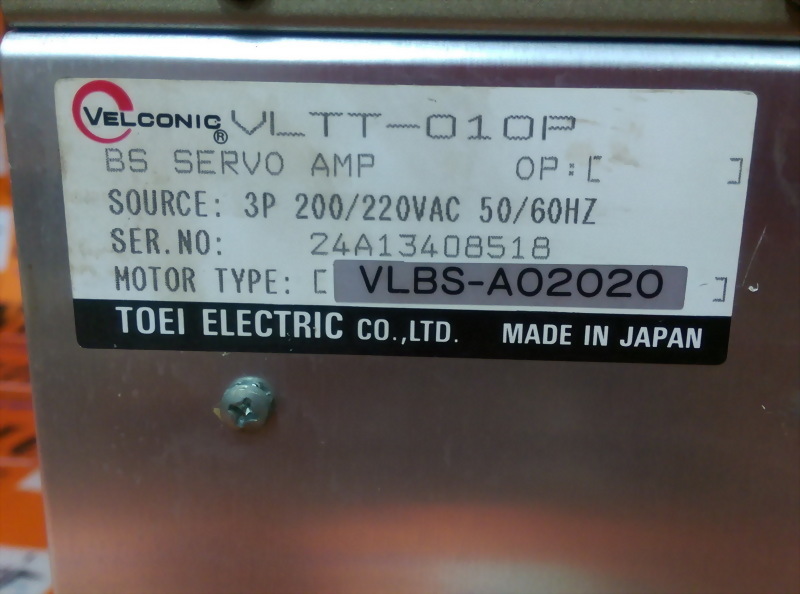 VELCONIC® VLTT-010P
BS SERVO AMP OP:[ ]
SOURCE: 3P 200/220VAC 50/60HZ
SER.NO: 24A13408518
MOTOR TYPE: [ VLBS-A02020 ]
TOEI ELECTRIC CO.,LTD. MADE IN JAPAN